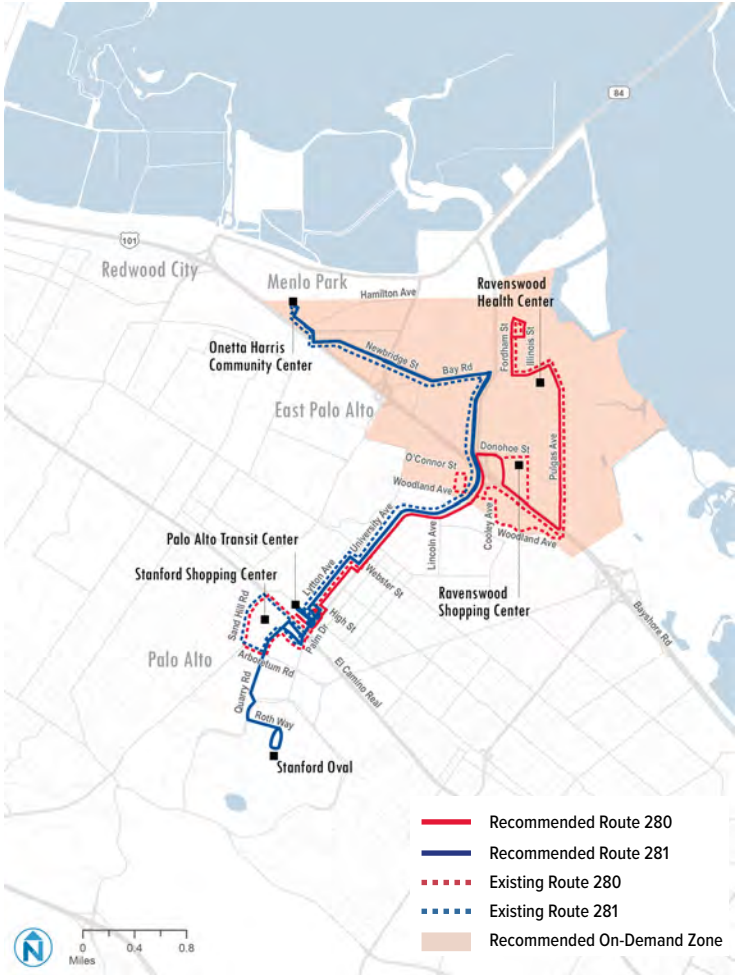 84
101
Redwood City
Menlo Park
Hamilton Ave
Ravenswood
Health Center
Fordham St
Illinois St
Onetta Harris
Community Center
Newbridge St
Bay Rd
East Palo Alto
Donohoe St
Pulgas Ave
O'Connor St
Woodland Ave
University Ave
Lincoln Ave
Cooley Ave
Woodland Ave
Palo Alto Transit Center
Lytton Ave
Stanford Shopping Center
Webster St
Ravenswood
Shopping Center
Bayshore Rd
Sand Hill Rd
High St
Palm Dr
Palo Alto
Arboretum Rd
El Camino Real
Quarry Rd
Roth Way
Stanford Oval
Recommended Route 280
Recommended Route 281
Existing Route 280
Existing Route 281
Recommended On-Demand Zone
N
0 0.4 0.8
Miles